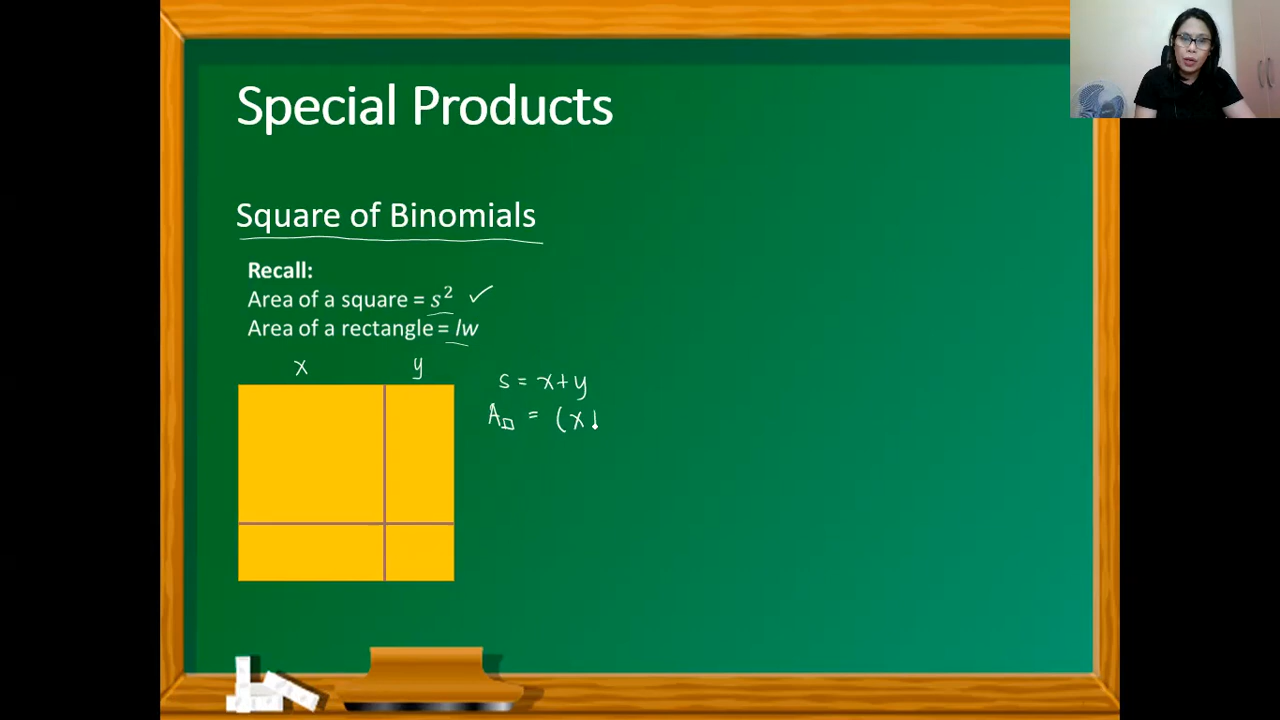 Special Products
Square of Binomials
Recall:
Area of a square = s²
Area of a rectangle = lw
x y
s = x+y
A□ = (x